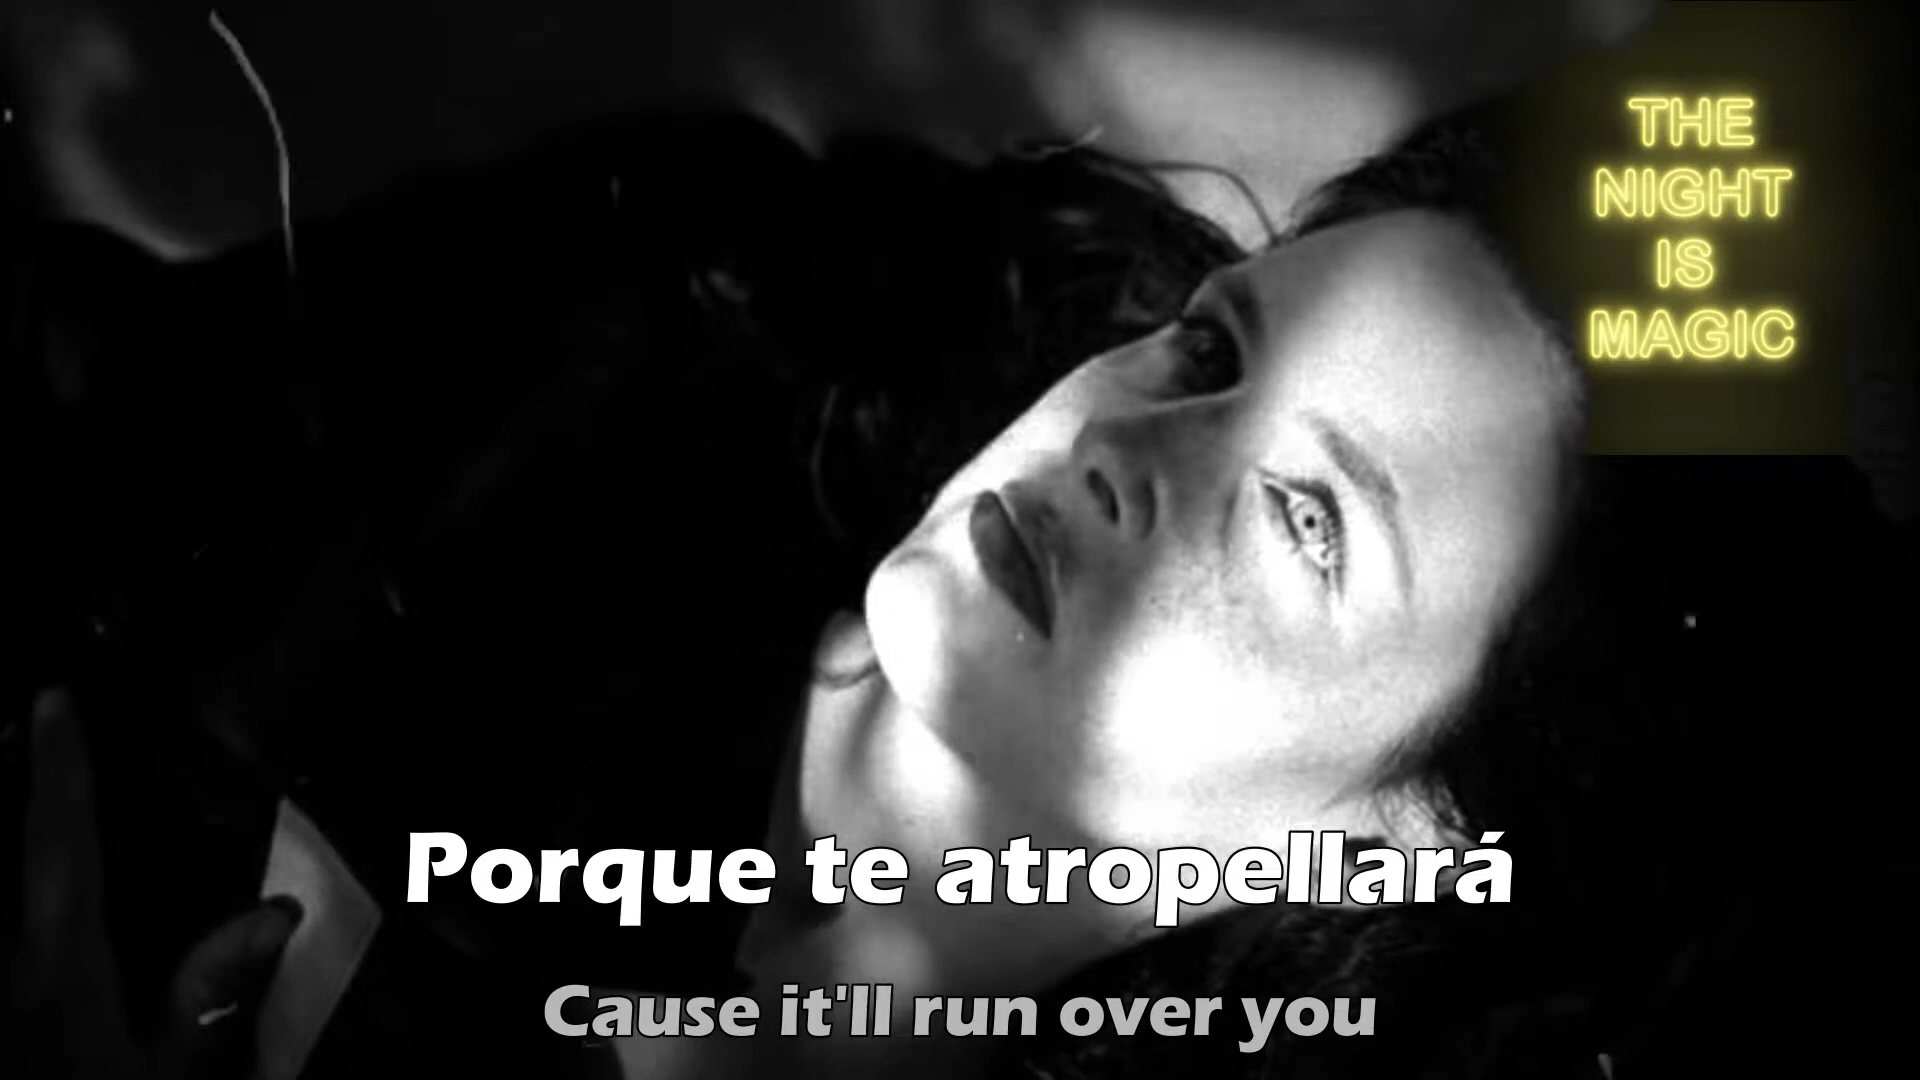 THE
NIGHT
IS
MAGIC
Porque te atropellará
Cause it'll run over you